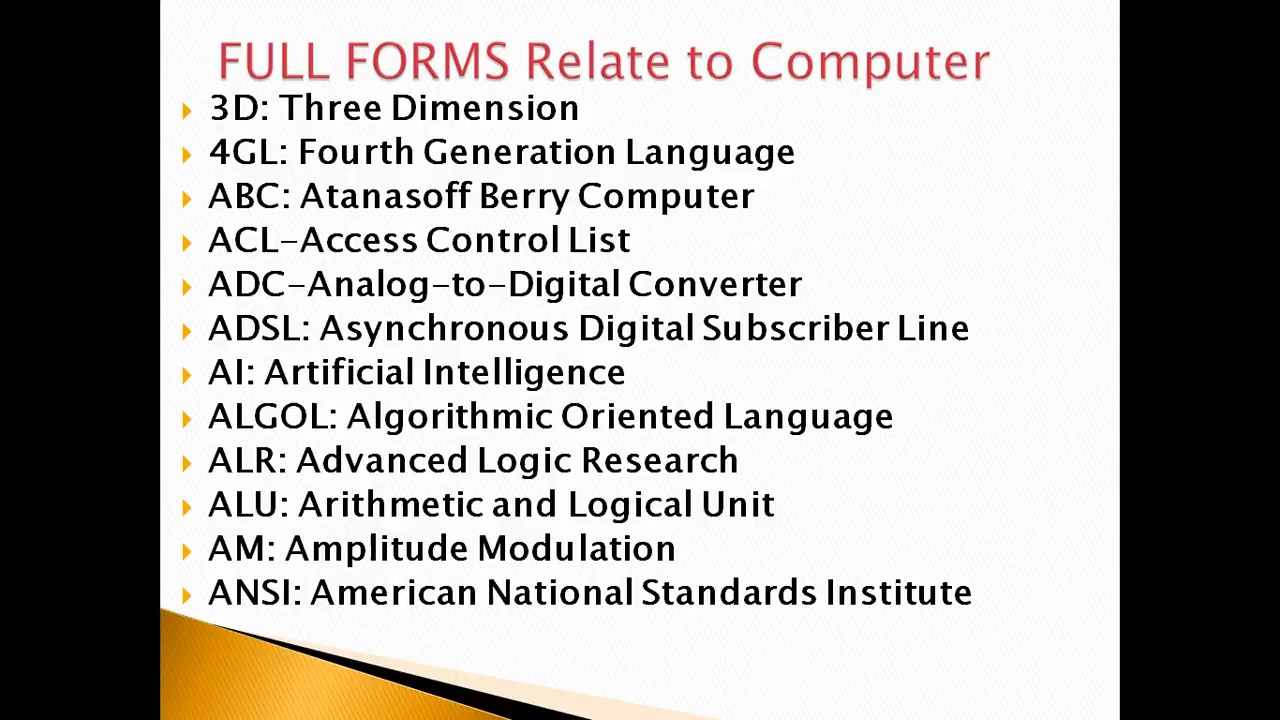 FULL FORMS Relate to Computer
3D: Three Dimension
4GL: Fourth Generation Language
ABC: Atanasoff Berry Computer
ACL-Access Control List
ADC-Analog-to-Digital Converter
ADSL: Asynchronous Digital Subscriber Line
AI: Artificial Intelligence
ALGOL: Algorithmic Oriented Language
ALR: Advanced Logic Research
ALU: Arithmetic and Logical Unit
AM: Amplitude Modulation
ANSI: American National Standards Institute